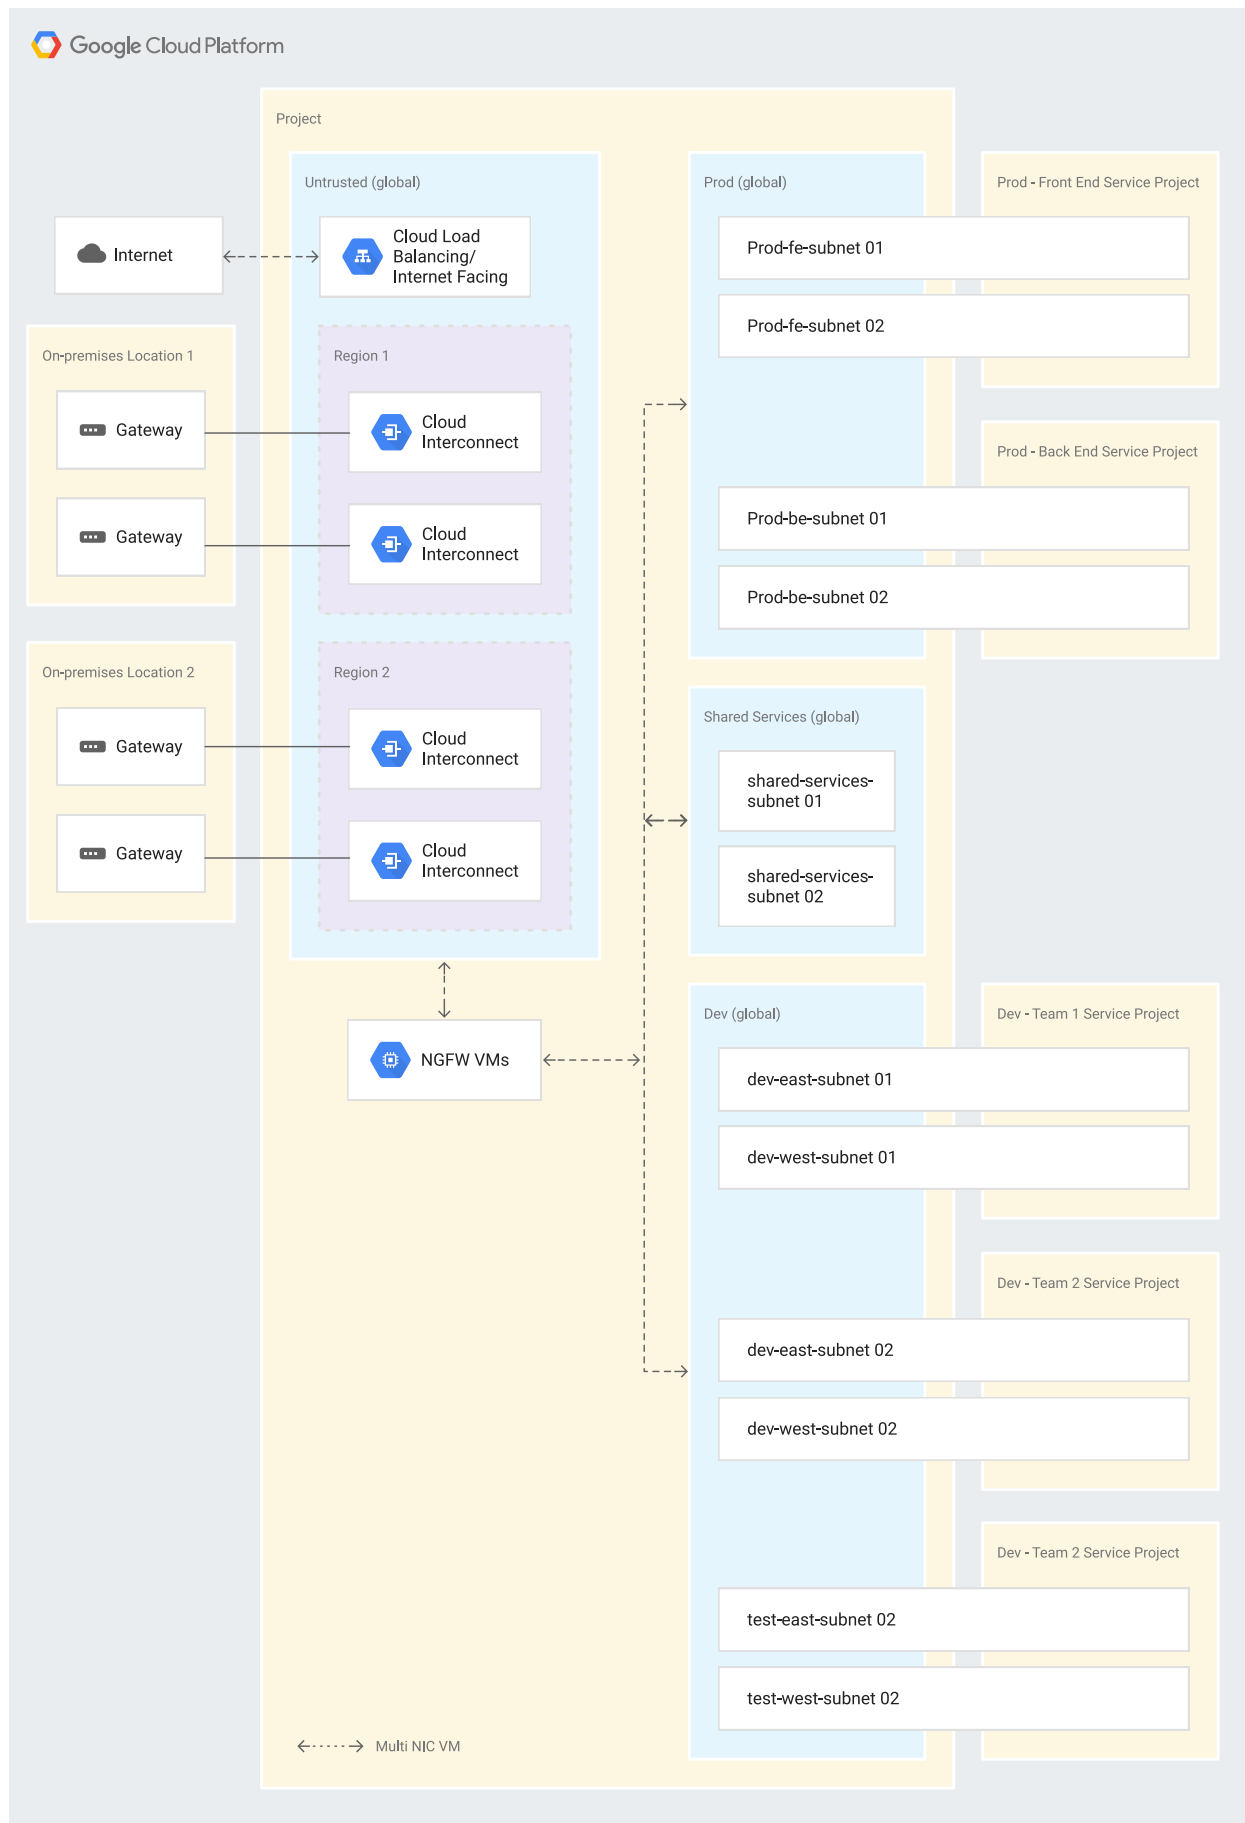 Google Cloud Platform
Project
Untrusted (global)
Internet
Cloud Load
Balancing/
Internet Facing
On-premises Location 1
Gateway
Gateway
Region 1
Cloud
Interconnect
Cloud
Interconnect
On-premises Location 2
Gateway
Gateway
Region 2
Cloud
Interconnect
Cloud
Interconnect
NGFW VMs
Prod (global)
Prod - Front End Service Project
Prod-fe-subnet 01
Prod-fe-subnet 02
Prod - Back End Service Project
Prod-be-subnet 01
Prod-be-subnet 02
Shared Services (global)
shared-services-
subnet 01
shared-services-
subnet 02
Dev (global)
Dev - Team 1 Service Project
dev-east-subnet 01
dev-west-subnet 01
Dev - Team 2 Service Project
dev-east-subnet 02
dev-west-subnet 02
Dev - Team 2 Service Project
test-east-subnet 02
test-west-subnet 02
Multi NIC VM